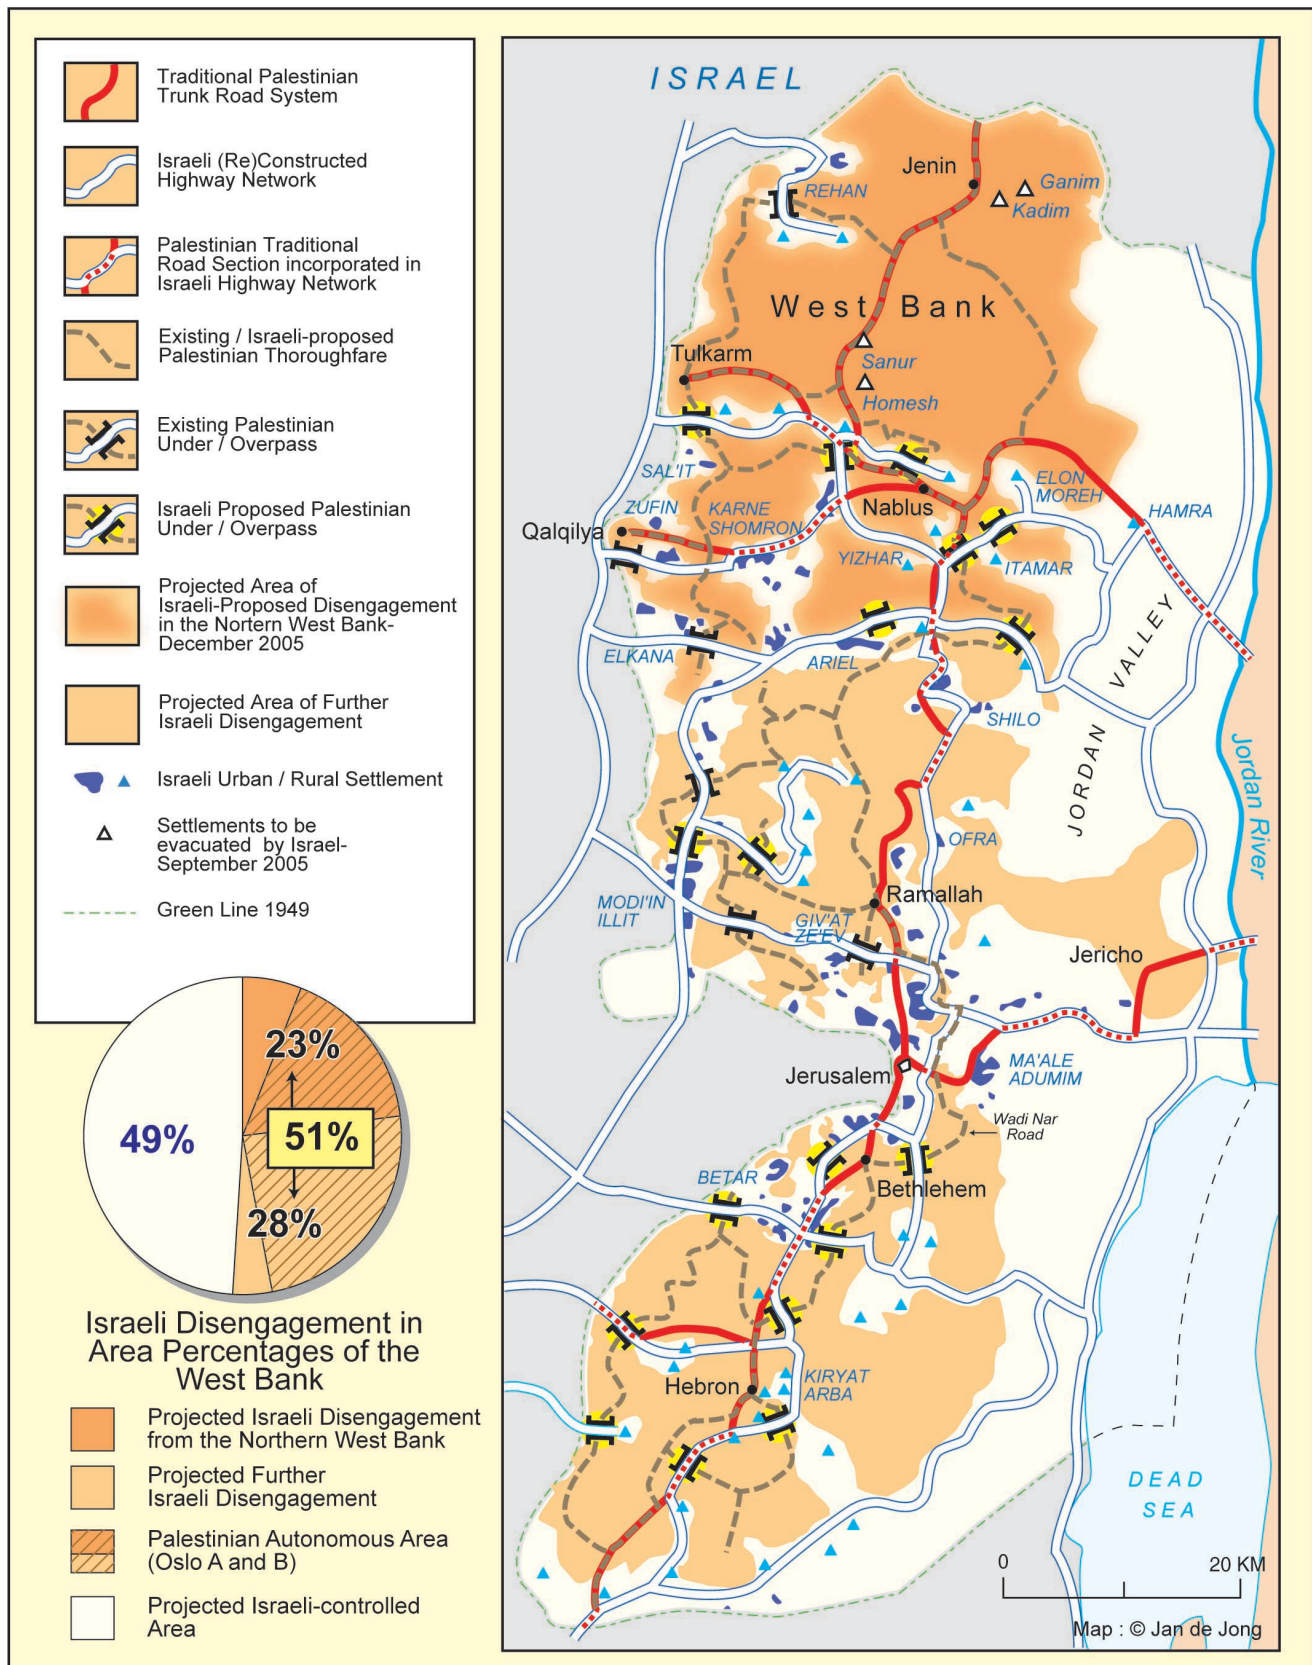 Traditional Palestinian
Trunk Road System
Israeli (Re)Constructed
Highway Network
Palestinian Traditional
Road Section incorporated in
Israeli Highway Network
Existing / Israeli-proposed
Palestinian Thoroughfare
Existing Palestinian
Under / Overpass
Israeli Proposed Palestinian
Under / Overpass
Projected Area of
Israeli-Proposed Disengagement
in the Nortern West Bank-
December 2005
Projected Area of Further
Israeli Disengagement
Israeli Urban / Rural Settlement
Settlements to be
evacuated by Israel-
September 2005
Green Line 1949
23%
49%
51%
28%
Israeli Disengagement in
Area Percentages of the
West Bank
Projected Israeli Disengagement
from the Northern West Bank
Projected Further
Israeli Disengagement
Palestinian Autonomous Area
(Oslo A and B)
Projected Israeli-controlled
Area
ISRAEL
Jenin
Ganim
Kadim
REHAN
West Bank
Tulkarm
Sanur
Homesh
SAL'IT
ELON
MOREH
ZUFIN
KARNE
SHOMRON
Nablus
HAMRA
Qalqilya
YIZHAR
ITAMAR
ELKANA
ARIEL
JORDAN VALLEY
SHILO
Jordan River
OFRA
MODI'IN
ILLIT
Ramallah
GIV'AT
ZE'EV
Jericho
Jerusalem
MA'ALE
ADUMIM
Wadi Nar
Road
BETAR
Bethlehem
Hebron
KIRYAT
ARBA
DEAD
SEA
0 20 KM
Map : © Jan de Jong